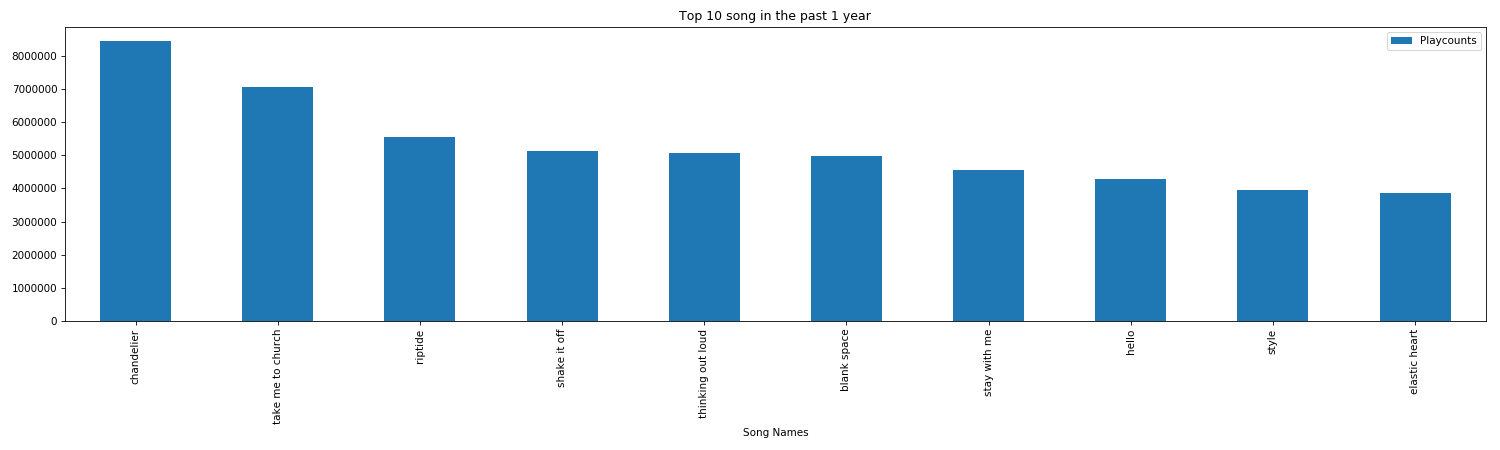 Top 10 song in the past 1 year
Playcounts
8000000
7000000
6000000
5000000
4000000
3000000
2000000
1000000
0
chandelier
take me to church
riptide
shake it off
thinking out loud
blank space
stay with me
hello
style
elastic heart
Song Names